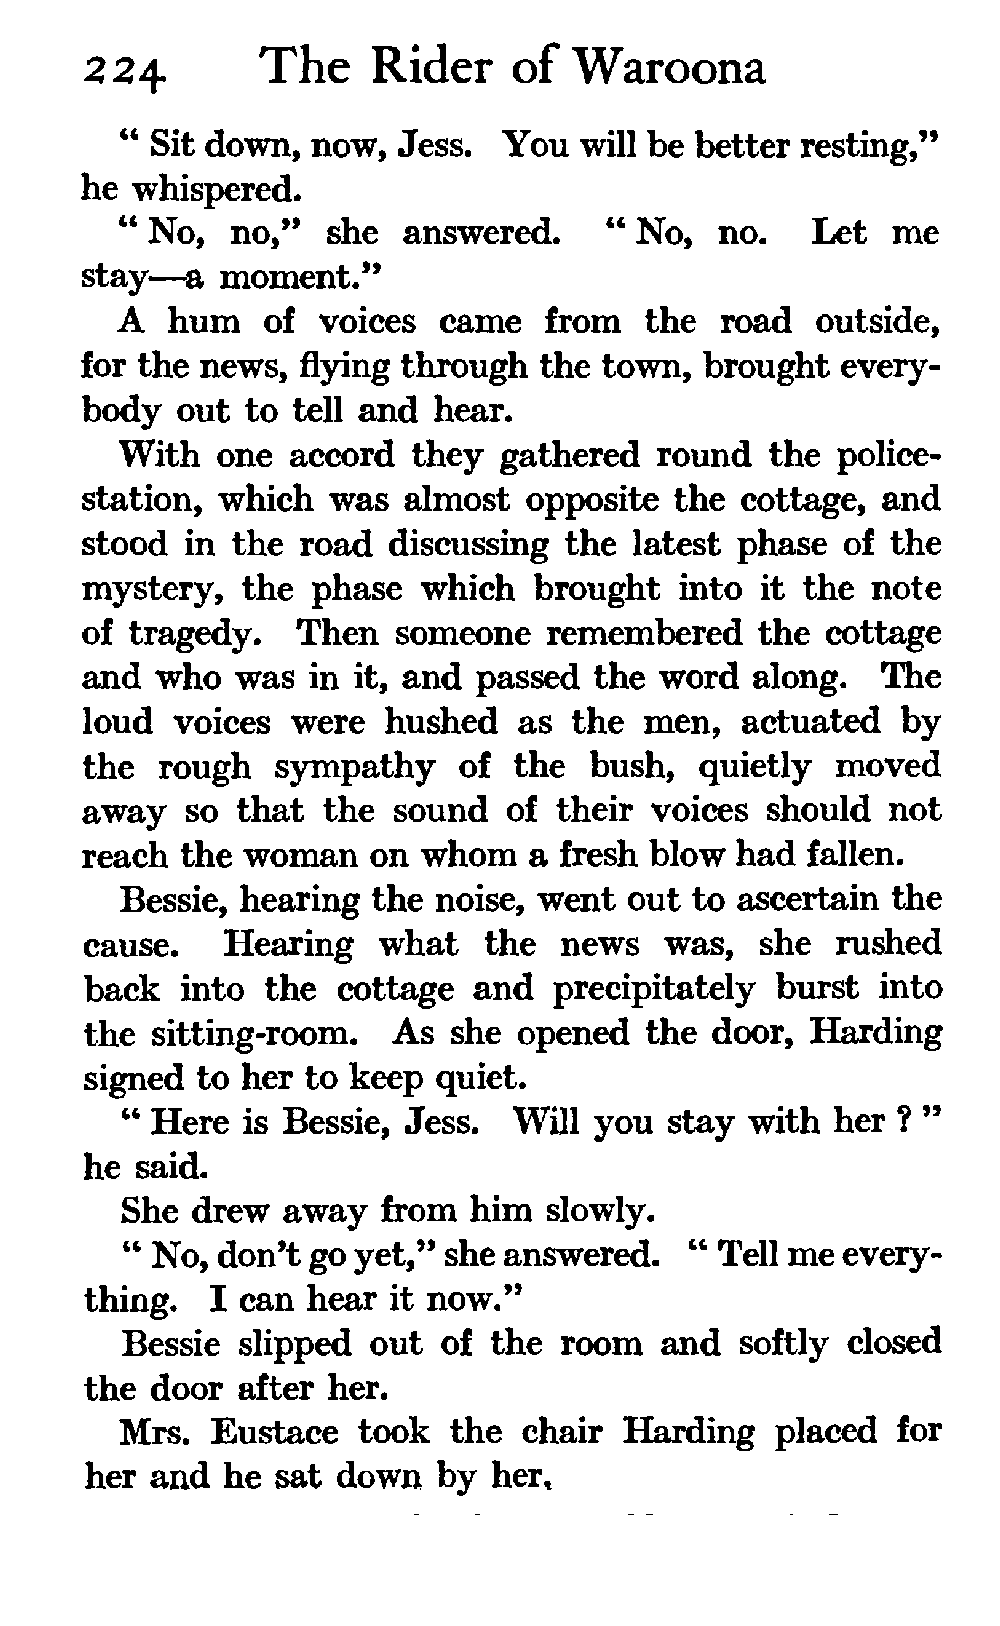 224 The Rider of Waroona
“ Sit down, now, Jess. You will be better resting,”
he whispered.
“ No, no,” she answered. “ No, no. Let me
stay—a moment.”
A hum of voices came from the road outside,
for the news, flying through the town, brought every-
body out to tell and hear.
With one accord they gathered round the police-
station, which was almost opposite the cottage, and
stood in the road discussing the latest phase of the
mystery, the phase which brought into it the note
of tragedy. Then someone remembered the cottage
and who was in it, and passed the word along. The
loud voices were hushed as the men, actuated by
the rough sympathy of the bush, quietly moved
away so that the sound of their voices should not
reach the woman on whom a fresh blow had fallen.
Bessie, hearing the noise, went out to ascertain the
cause. Hearing what the news was, she rushed
back into the cottage and precipitately burst into
the sitting-room. As she opened the door, Harding
signed to her to keep quiet.
“ Here is Bessie, Jess. Will you stay with her ? ”
he said.
She drew away from him slowly.
“ No, don’t go yet,” she answered. “ Tell me every-
thing. I can hear it now.”
Bessie slipped out of the room and softly closed
the door after her.
Mrs. Eustace took the chair Harding placed for
her and he sat down by her,